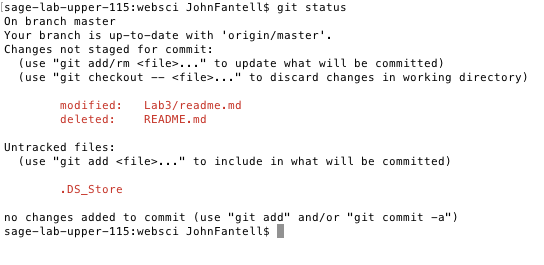 [sage-lab-upper-115:websci JohnFantell$ git status
On branch master
Your branch is up-to-date with 'origin/master'.
Changes not staged for commit:
  (use "git add/rm <file>..." to update what will be committed)
  (use "git checkout -- <file>..." to discard changes in working directory)
modified:   Lab3/readme.md
deleted:    README.md
Untracked files:
  (use "git add <file>..." to include in what will be committed)
.DS_Store
no changes added to commit (use "git add" and/or "git commit -a")
sage-lab-upper-115:websci JohnFantell$